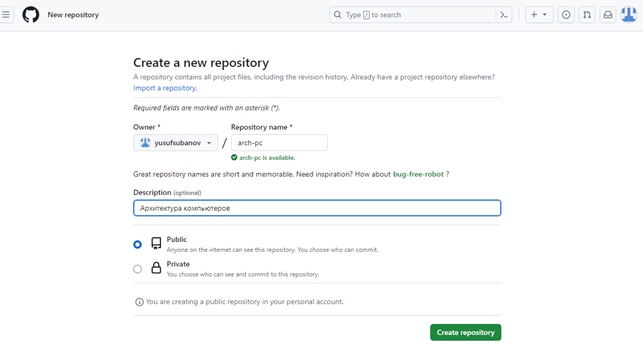 New repository
Type / to search
Create a new repository
A repository contains all project files, including the revision history. Already have a project repository elsewhere?
Import a repository.
Required fields are marked with an asterisk (*).
Owner * Repository name *
yusufsubanov / arch-pc
arch-pc is available.
Great repository names are short and memorable. Need inspiration? How about bug-free-robot ?
Description (optional)
Архитектура компьютеров
Public
Anyone on the internet can see this repository. You choose who can commit.
Private
You choose who can see and commit to this repository.
You are creating a public repository in your personal account.
Create repository